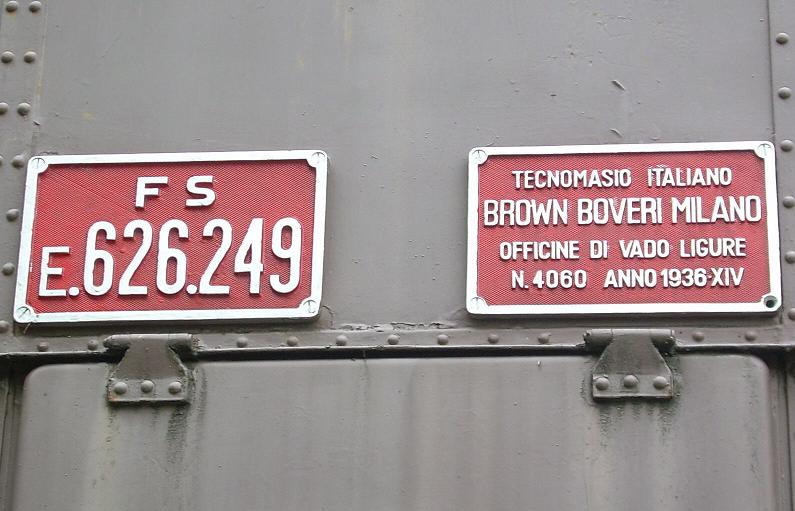 FS
E.626.249
TECNOMASIO ITALIANO
BROWN BOVERI MILANO
OFFICINE DI VADO LIGURE
N.4060 ANNO 1936-XIV